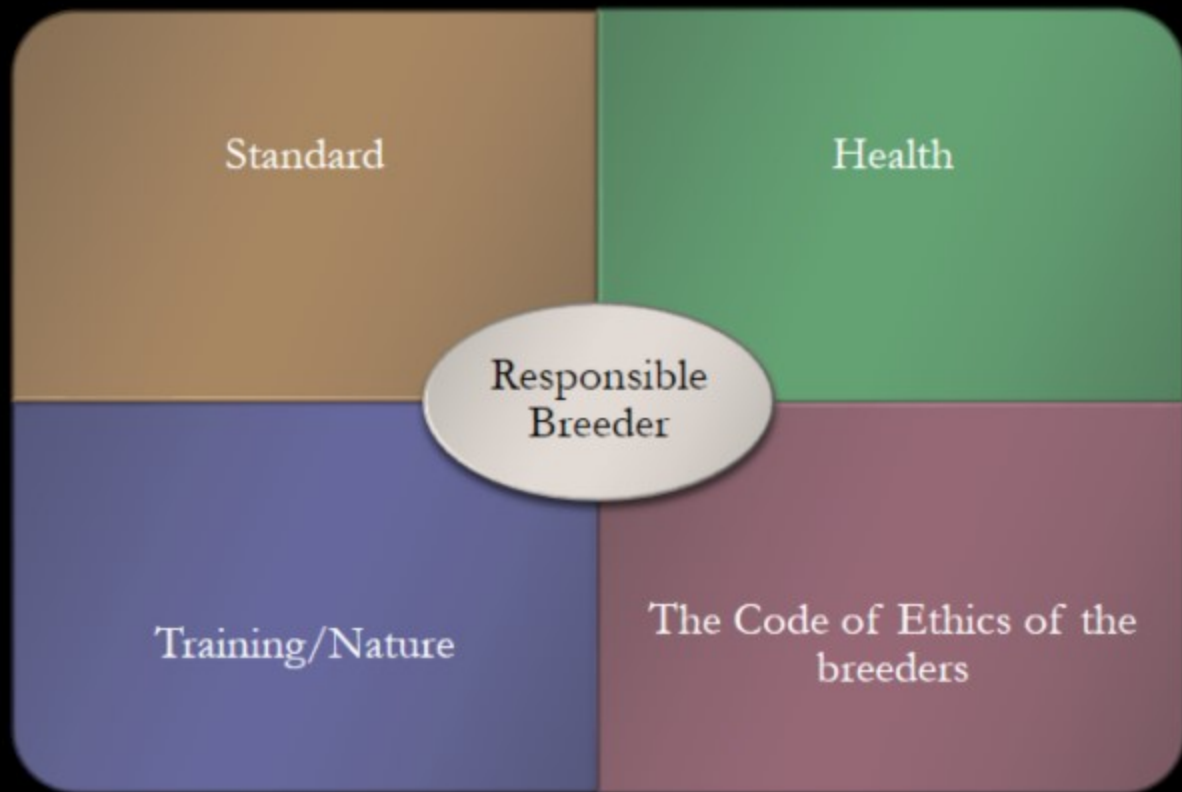 Standard
Health
Responsible
Breeder
Training/Nature
The Code of Ethics of the
breeders